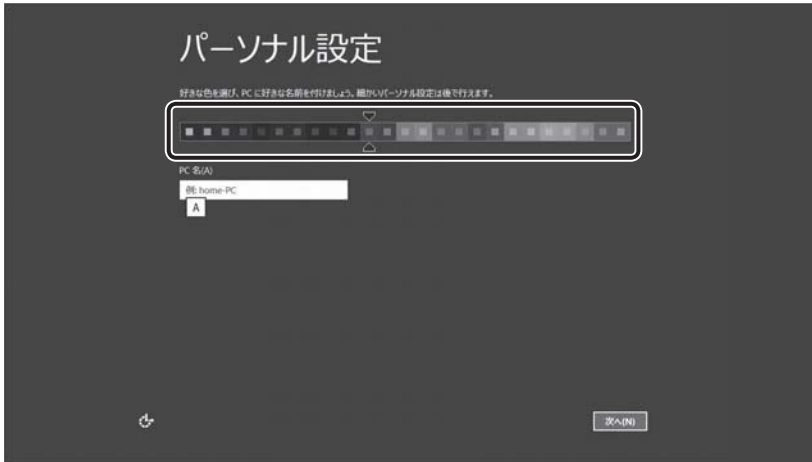 パーソナル設定
好きな色を選び、PC に好きな名前を付けましょう。細かいパーソナル設定は後で行えます。
PC 名(A)
例: home-PC
A
次へ(N)